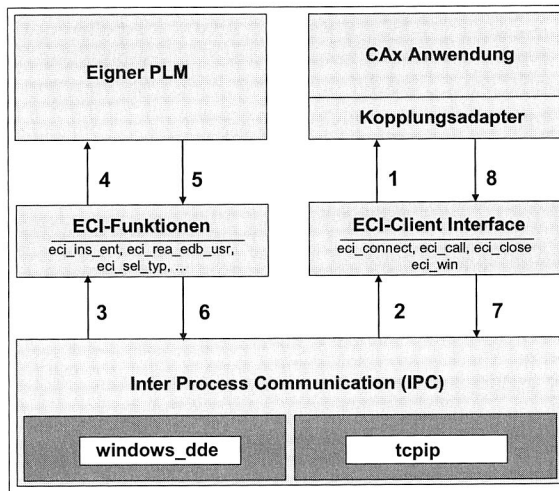 Eigner PLM
CAx Anwendung
Kopplungsadapter
4
5
1
8
ECI-Funktionen
eci_ins_ent, eci_rea_edb_usr,
eci_sel_typ, ...
ECI-Client Interface
eci_connect, eci_call, eci_close
eci_win
3
6
2
7
Inter Process Communication (IPC)
windows_dde
tcpip